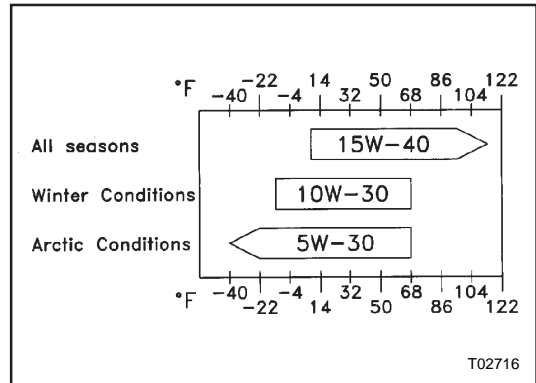 -22 -4 14 32 50 68 86 104 122
°F -40
All seasons 15W-40
Winter Conditions 10W-30
Arctic Conditions 5W-30
°F -40 -4 32 68 104
-22 14 50 86 122
T02716